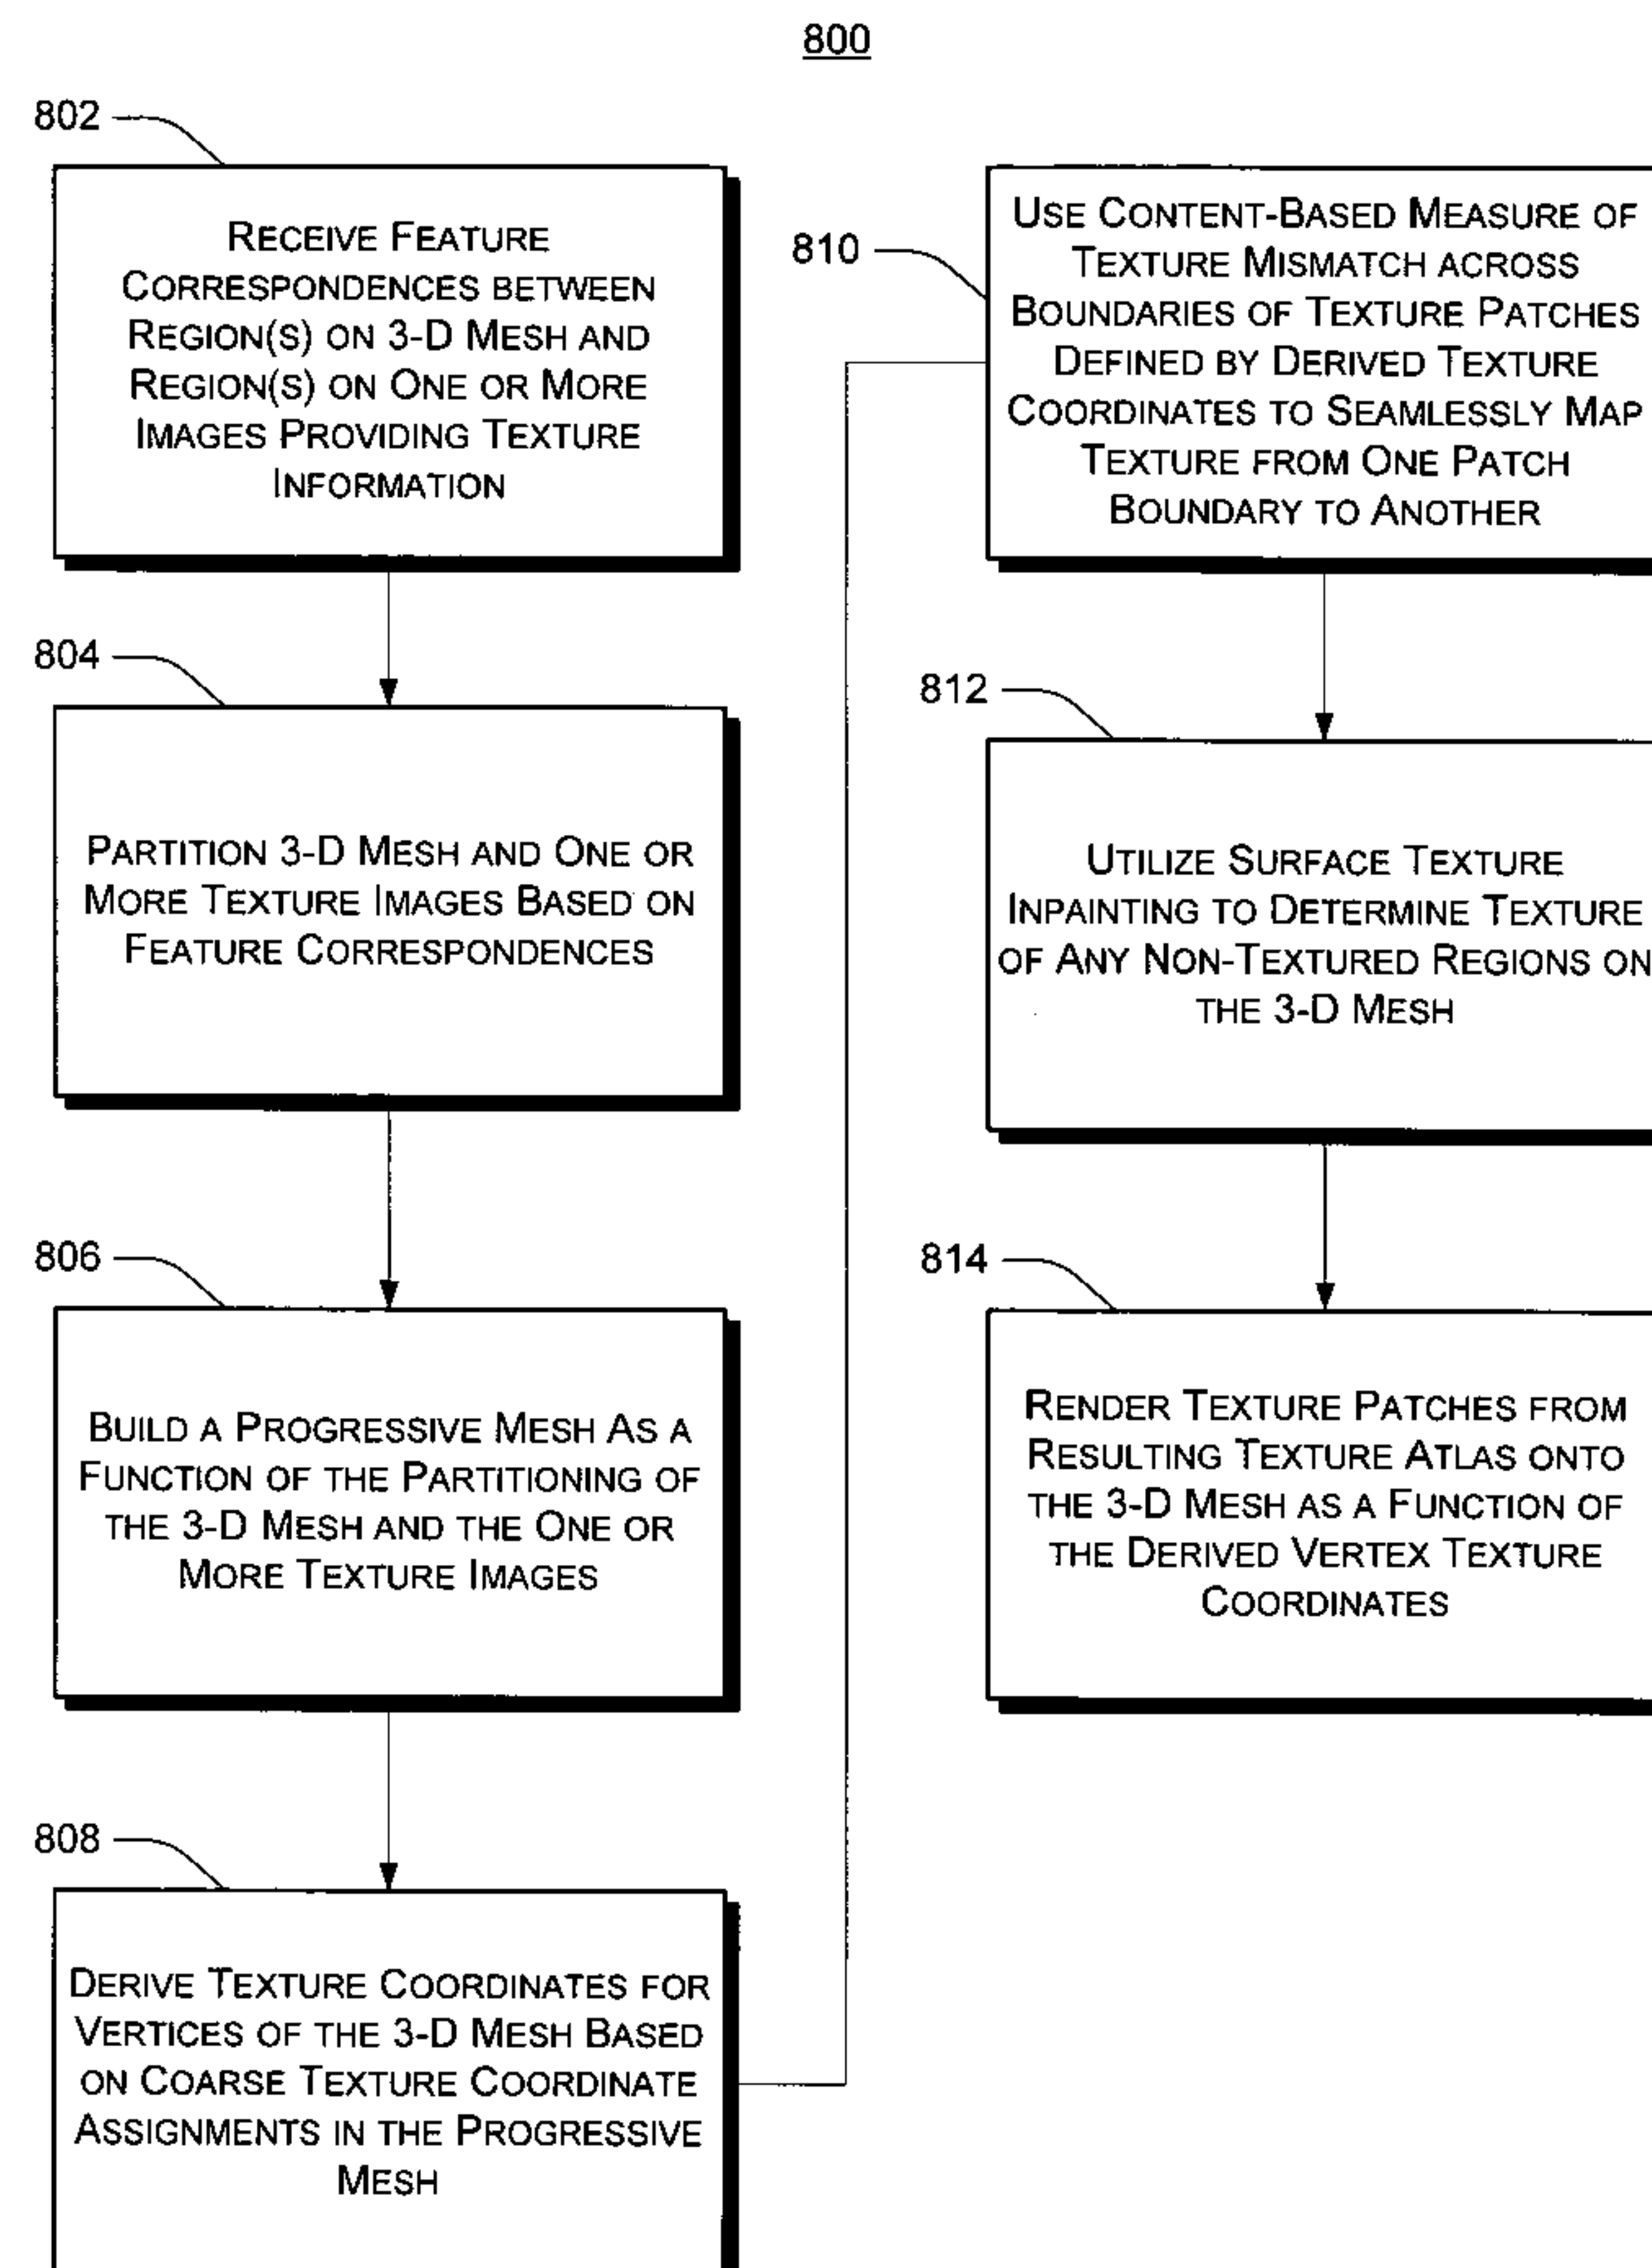 800
802
RECEIVE FEATURE
CORRESPONDENCES BETWEEN
REGION(S) ON 3-D MESH AND
REGION(S) ON ONE OR MORE
IMAGES PROVIDING TEXTURE
INFORMATION
804
PARTITION 3-D MESH AND ONE OR
MORE TEXTURE IMAGES BASED ON
FEATURE CORRESPONDENCES
806
BUILD A PROGRESSIVE MESH AS A
FUNCTION OF THE PARTITIONING OF
THE 3-D MESH AND THE ONE OR
MORE TEXTURE IMAGES
808
DERIVE TEXTURE COORDINATES FOR
VERTICES OF THE 3-D MESH BASED
ON COARSE TEXTURE COORDINATE
ASSIGNMENTS IN THE PROGRESSIVE
MESH
810
USE CONTENT-BASED MEASURE OF
TEXTURE MISMATCH ACROSS
BOUNDARIES OF TEXTURE PATCHES
DEFINED BY DERIVED TEXTURE
COORDINATES TO SEAMLESSLY MAP
TEXTURE FROM ONE PATCH
BOUNDARY TO ANOTHER
812
UTILIZE SURFACE TEXTURE
INPAINTING TO DETERMINE TEXTURE
OF ANY NON-TEXTURED REGIONS ON
THE 3-D MESH
814
RENDER TEXTURE PATCHES FROM
RESULTING TEXTURE ATLAS ONTO
THE 3-D MESH AS A FUNCTION OF
THE DERIVED VERTEX TEXTURE
COORDINATES